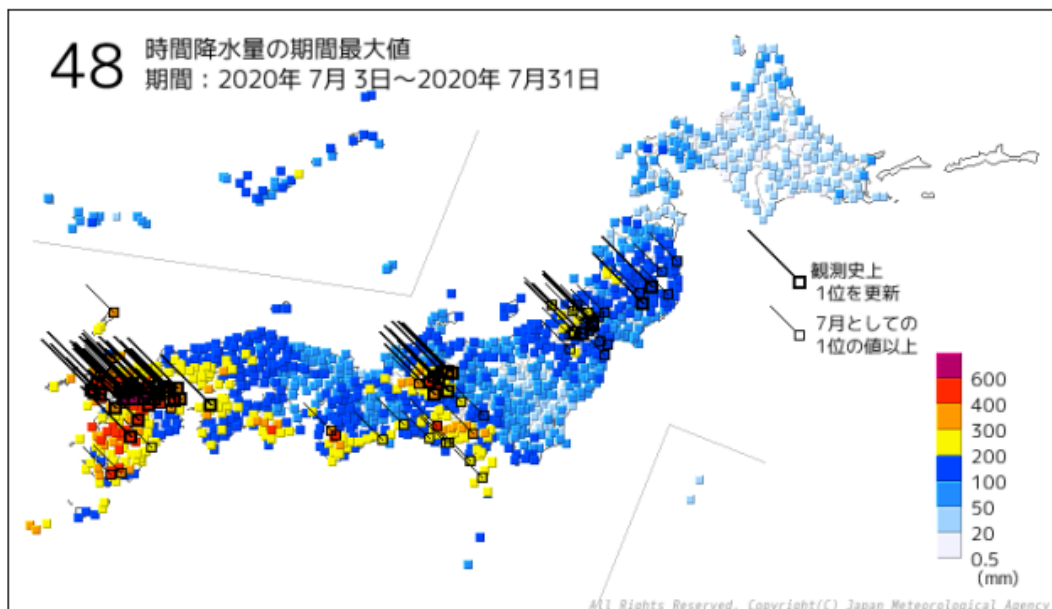 48 時間降水量の期間最大値
期間：2020年 7月 3日～2020年 7月31日
観測史上
1位を更新
7月としての
1位の値以上
600
400
300
200
100
50
20
0.5
(mm)
All Rights Reserved. Copyright(C) Japan Meteorological Agency